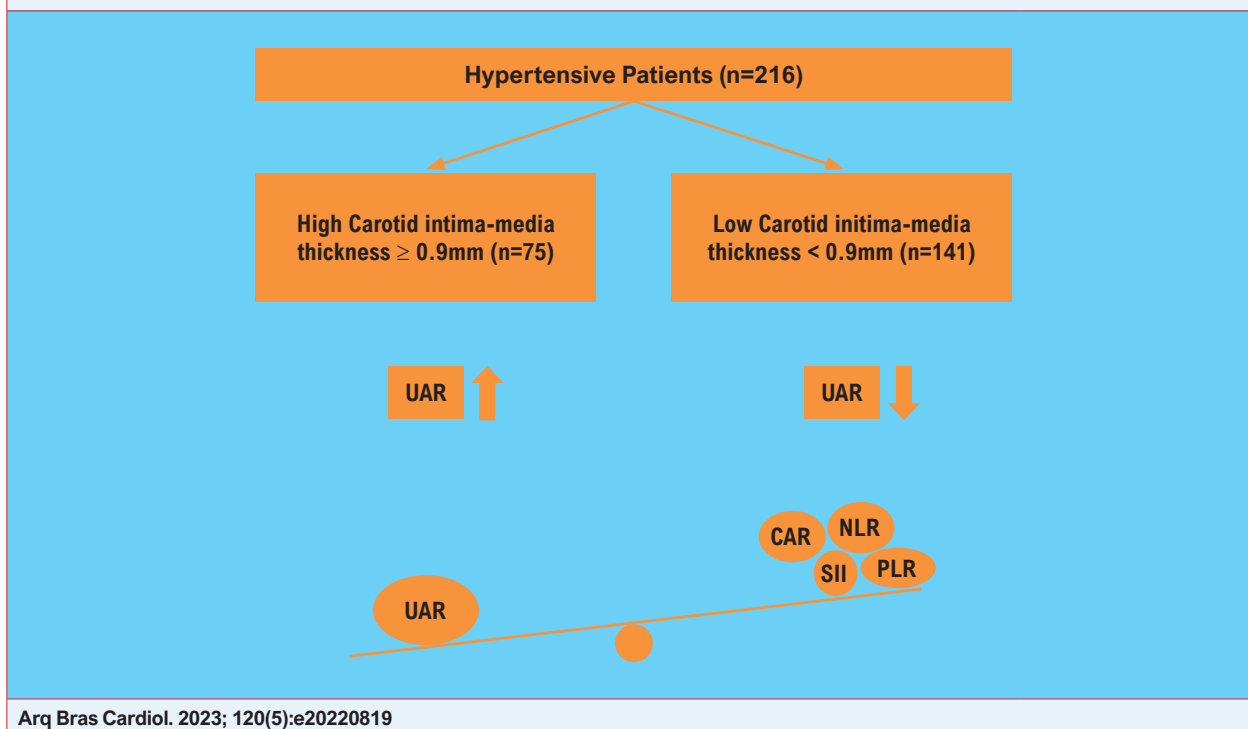 Hypertensive Patients (n=216)
High Carotid intima-media
thickness ≥ 0.9mm (n=75)
Low Carotid initima-media
thickness < 0.9mm (n=141)
UAR
UAR
CAR
NLR
SII
PLR
UAR
Arq Bras Cardiol. 2023; 120(5):e20220819